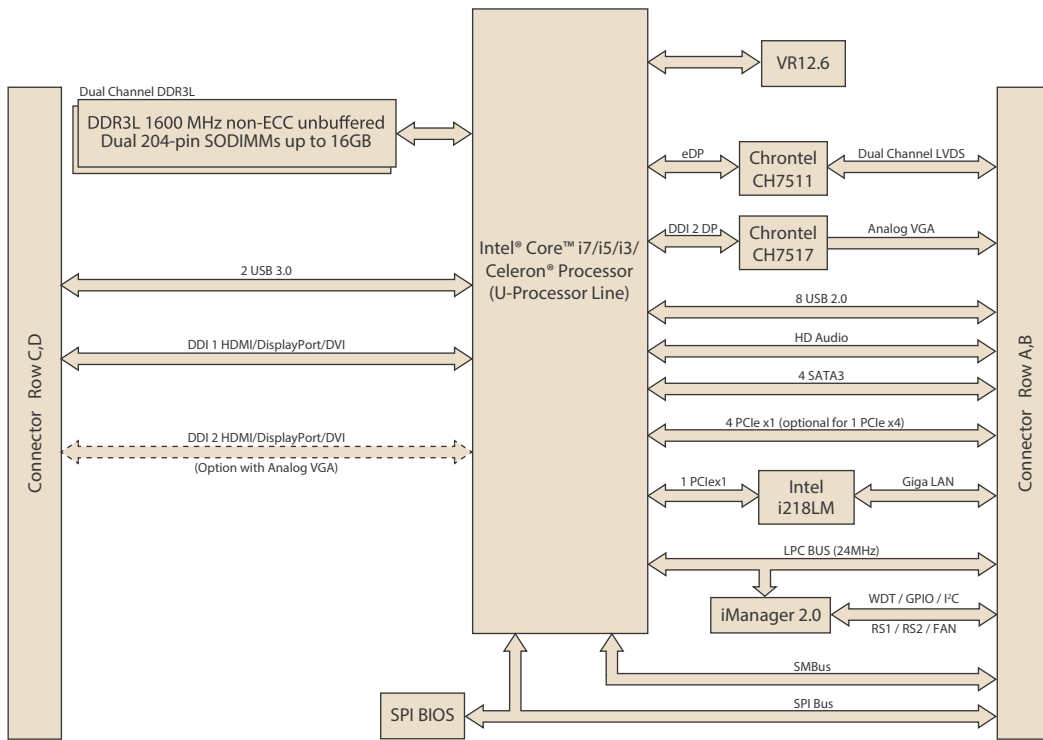 Dual Channel DDR3L
DDR3L 1600 MHz non-ECC unbuffered
Dual 204-pin SODIMMs up to 16GB
Connector Row C,D
2 USB 3.0
DDI 1 HDMI/DisplayPort/DVI
DDI 2 HDMI/DisplayPort/DVI
(Option with Analog VGA)
Intel® Core™ i7/i5/i3/
Celeron® Processor
(U-Processor Line)
VR12.6
eDP
Chrontel
CH7511
Dual Channel LVDS
DDI 2 DP
Chrontel
CH7517
Analog VGA
8 USB 2.0
HD Audio
4 SATA3
4 PCIe x1 (optional for 1 PCIe x4)
1 PCIex1
Intel
i218LM
Giga LAN
LPC BUS (24MHz)
iManager 2.0
WDT / GPIO / I²C
RS1 / RS2 / FAN
SMBus
SPI BIOS
SPI Bus
Connector Row A,B